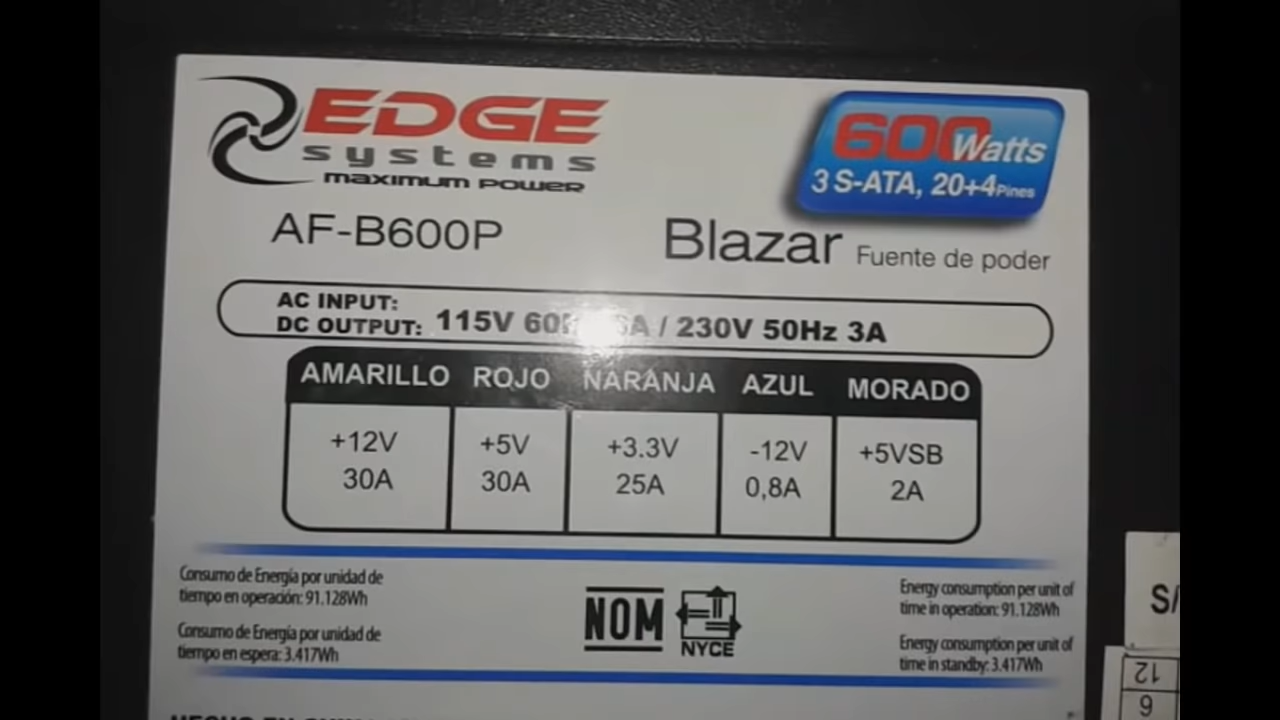 EDGE
systems
maximum power
600 Watts
3 S-ATA, 20+4 Pines
AF-B600P
Blazar Fuente de poder
AC INPUT:
DC OUTPUT:
115V / 230V 50Hz 3A
AMARILLO ROJO NARANJA AZUL MORADO
+12V +5V +3.3V -12V +5VSB
30A 30A 25A 0,8A 2A
Consumo de Energía por unidad de
tiempo en operación: 91.128Wh
Consumo de Energía por unidad de
tiempo en espera: 3.417Wh
NOM
NYCE
Energy consumption per unit of
time in operation: 91.128Wh
Energy consumption per unit of
time in standby: 3.417Wh
S/
12